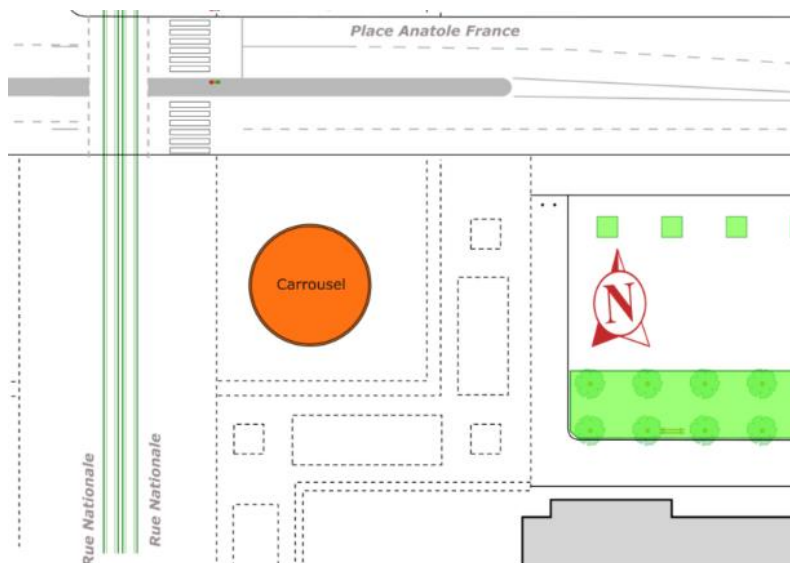 Place Anatole France
Carrousel
N
Rue Nationale
Rue Nationale